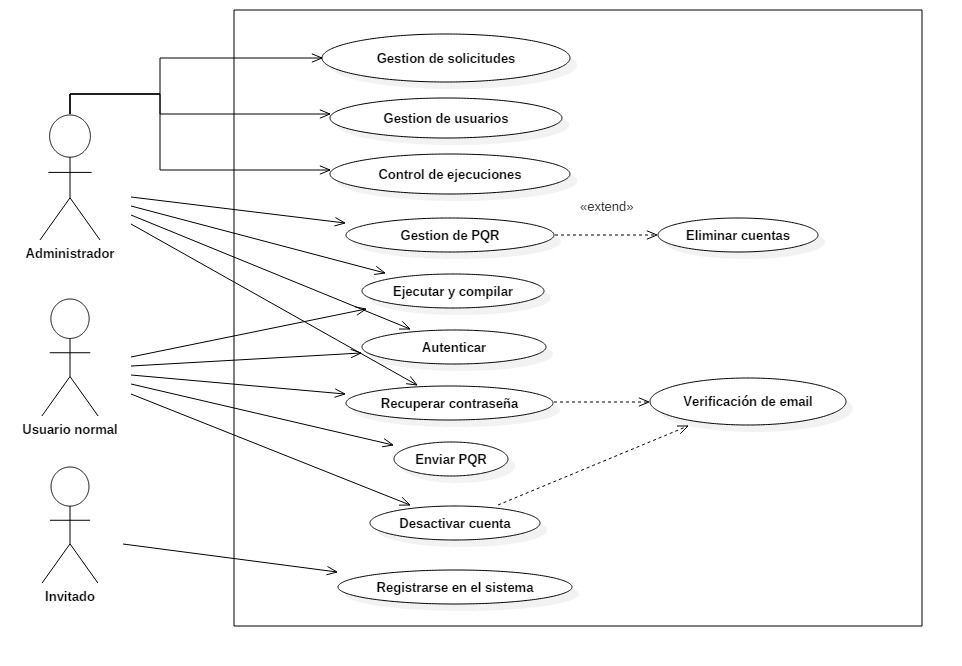 Gestion de solicitudes
Gestion de usuarios
Control de ejecuciones
«extend»
Gestion de PQR
Eliminar cuentas
Administrador
Ejecutar y compilar
Autenticar
Recuperar contraseña
Verificación de email
Usuario normal
Enviar PQR
Desactivar cuenta
Registrarse en el sistema
Invitado